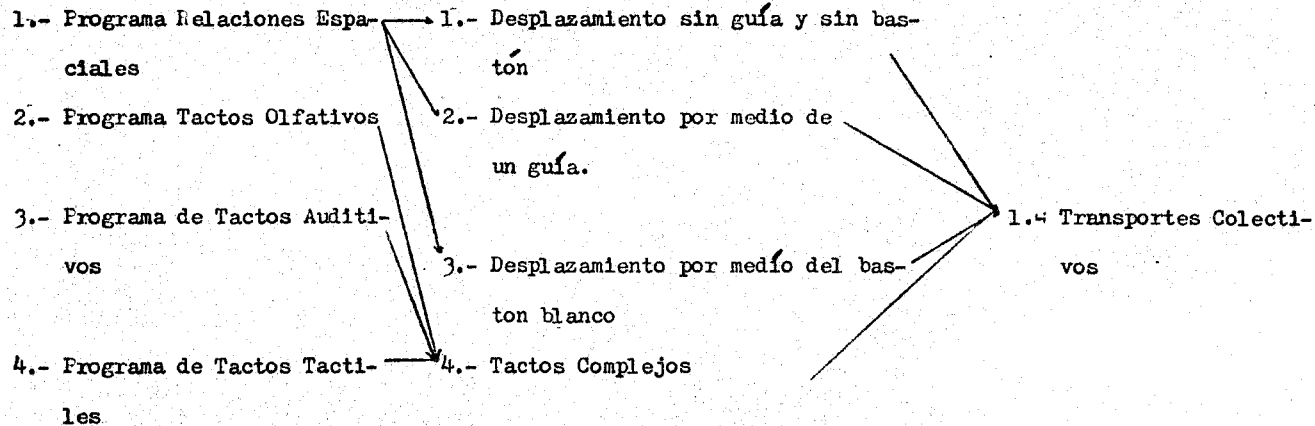 1.- Programa Relaciones Espa-
ciales
2.- Programa Tactos Olfativos
3.- Programa de Tactos Auditi-
vos
4.- Programa de Tactos Tacti-
les
1.- Desplazamiento sin guía y sin bas-
tón
2.- Desplazamiento por medio de
un guía.
3.- Desplazamiento por medío del bas-
ton blanco
4.- Tactos Complejos
1.- Transportes Colecti-
vos